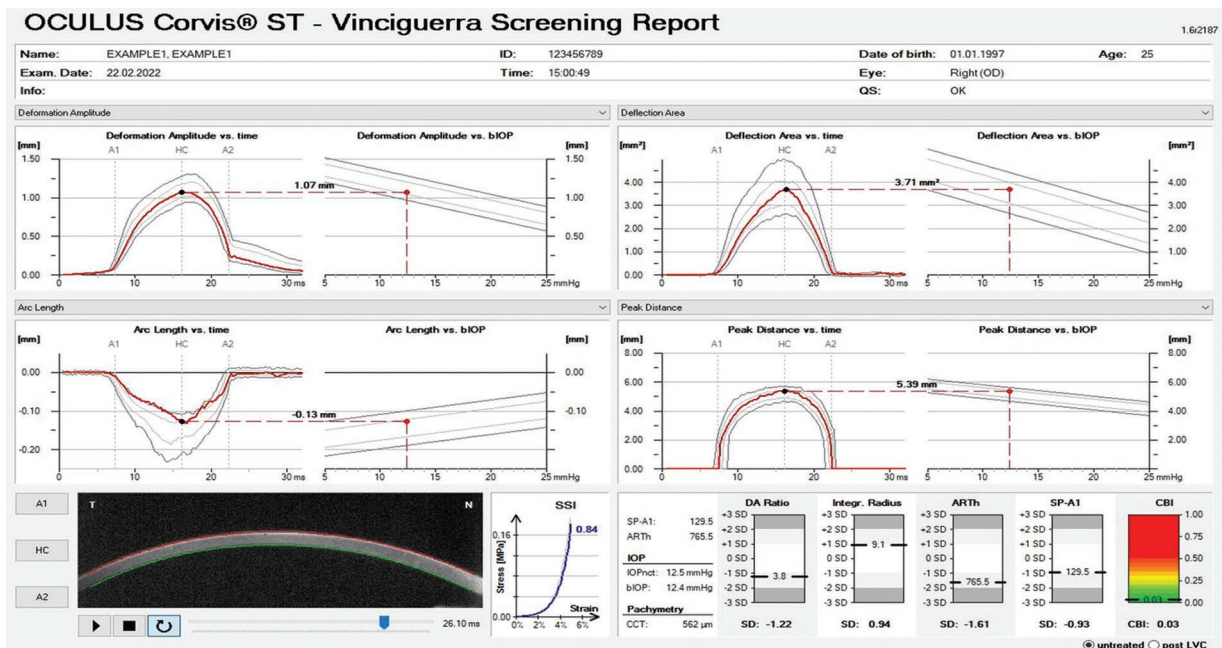 OCULUS Corvis® ST - Vinciguerra Screening Report
1.6r2187
Name: EXAMPLE1, EXAMPLE1 ID: 123456789 Date of birth: 01.01.1997 Age: 25
Exam. Date: 22.02.2022 Time: 15:00:49 Eye: Right (OD)
Info: QS: OK
Deformation Amplitude
Deformation Amplitude vs. time Deformation Amplitude vs. bIOP
[mm] A1 HC A2 [mm]
1.50 1.50
1.07 mm
1.00 1.00
0.50 0.50
0.00
0 10 20 30 ms 5 10 15 20 25 mmHg
Deflection Area
Deflection Area vs. time Deflection Area vs. bIOP
[mm²] A1 HC A2 [mm²]
4.00 3.71 mm² 4.00
3.00 3.00
2.00 2.00
1.00 1.00
0.00
0 10 20 30 ms 5 10 15 20 25 mmHg
Arc Length
Arc Length vs. time Arc Length vs. bIOP
[mm] A1 HC A2 [mm]
0.00 0.00
-0.10 -0.10
-0.13 mm
-0.20
0 10 20 30 ms 5 10 15 20 25 mmHg
Peak Distance
Peak Distance vs. time Peak Distance vs. bIOP
[mm] A1 HC A2 [mm]
8.00 8.00
6.00 6.00
5.39 mm
4.00 4.00
2.00 2.00
0.00
0 10 20 30 ms 5 10 15 20 25 mmHg
A1
HC
A2
T N
26.10 ms
SSI
0.84
0.16
Stress [MPa]
Strain
0.00
0% 2% 4% 6%
SP-A1: 129.5
ARTh 765.5
IOP
IOPnct: 12.5 mmHg
bIOP: 12.4 mmHg
Pachymetry
CCT: 562 µm
DA Ratio
+3 SD
+2 SD
+1 SD
0 SD
-1 SD
3.8
-2 SD
-3 SD
SD: -1.22
Integr. Radius
+3 SD
+2 SD
+1 SD
9.1
0 SD
-1 SD
-2 SD
-3 SD
SD: 0.94
ARTh
+3 SD
+2 SD
+1 SD
0 SD
-1 SD
765.5
-2 SD
-3 SD
SD: -1.61
SP-A1
+3 SD
+2 SD
+1 SD
0 SD
129.5
-1 SD
-2 SD
-3 SD
SD: -0.93
CBI
1.00
0.75
0.50
0.25
0.03
0.00
CBI: 0.03
untreated post LVC